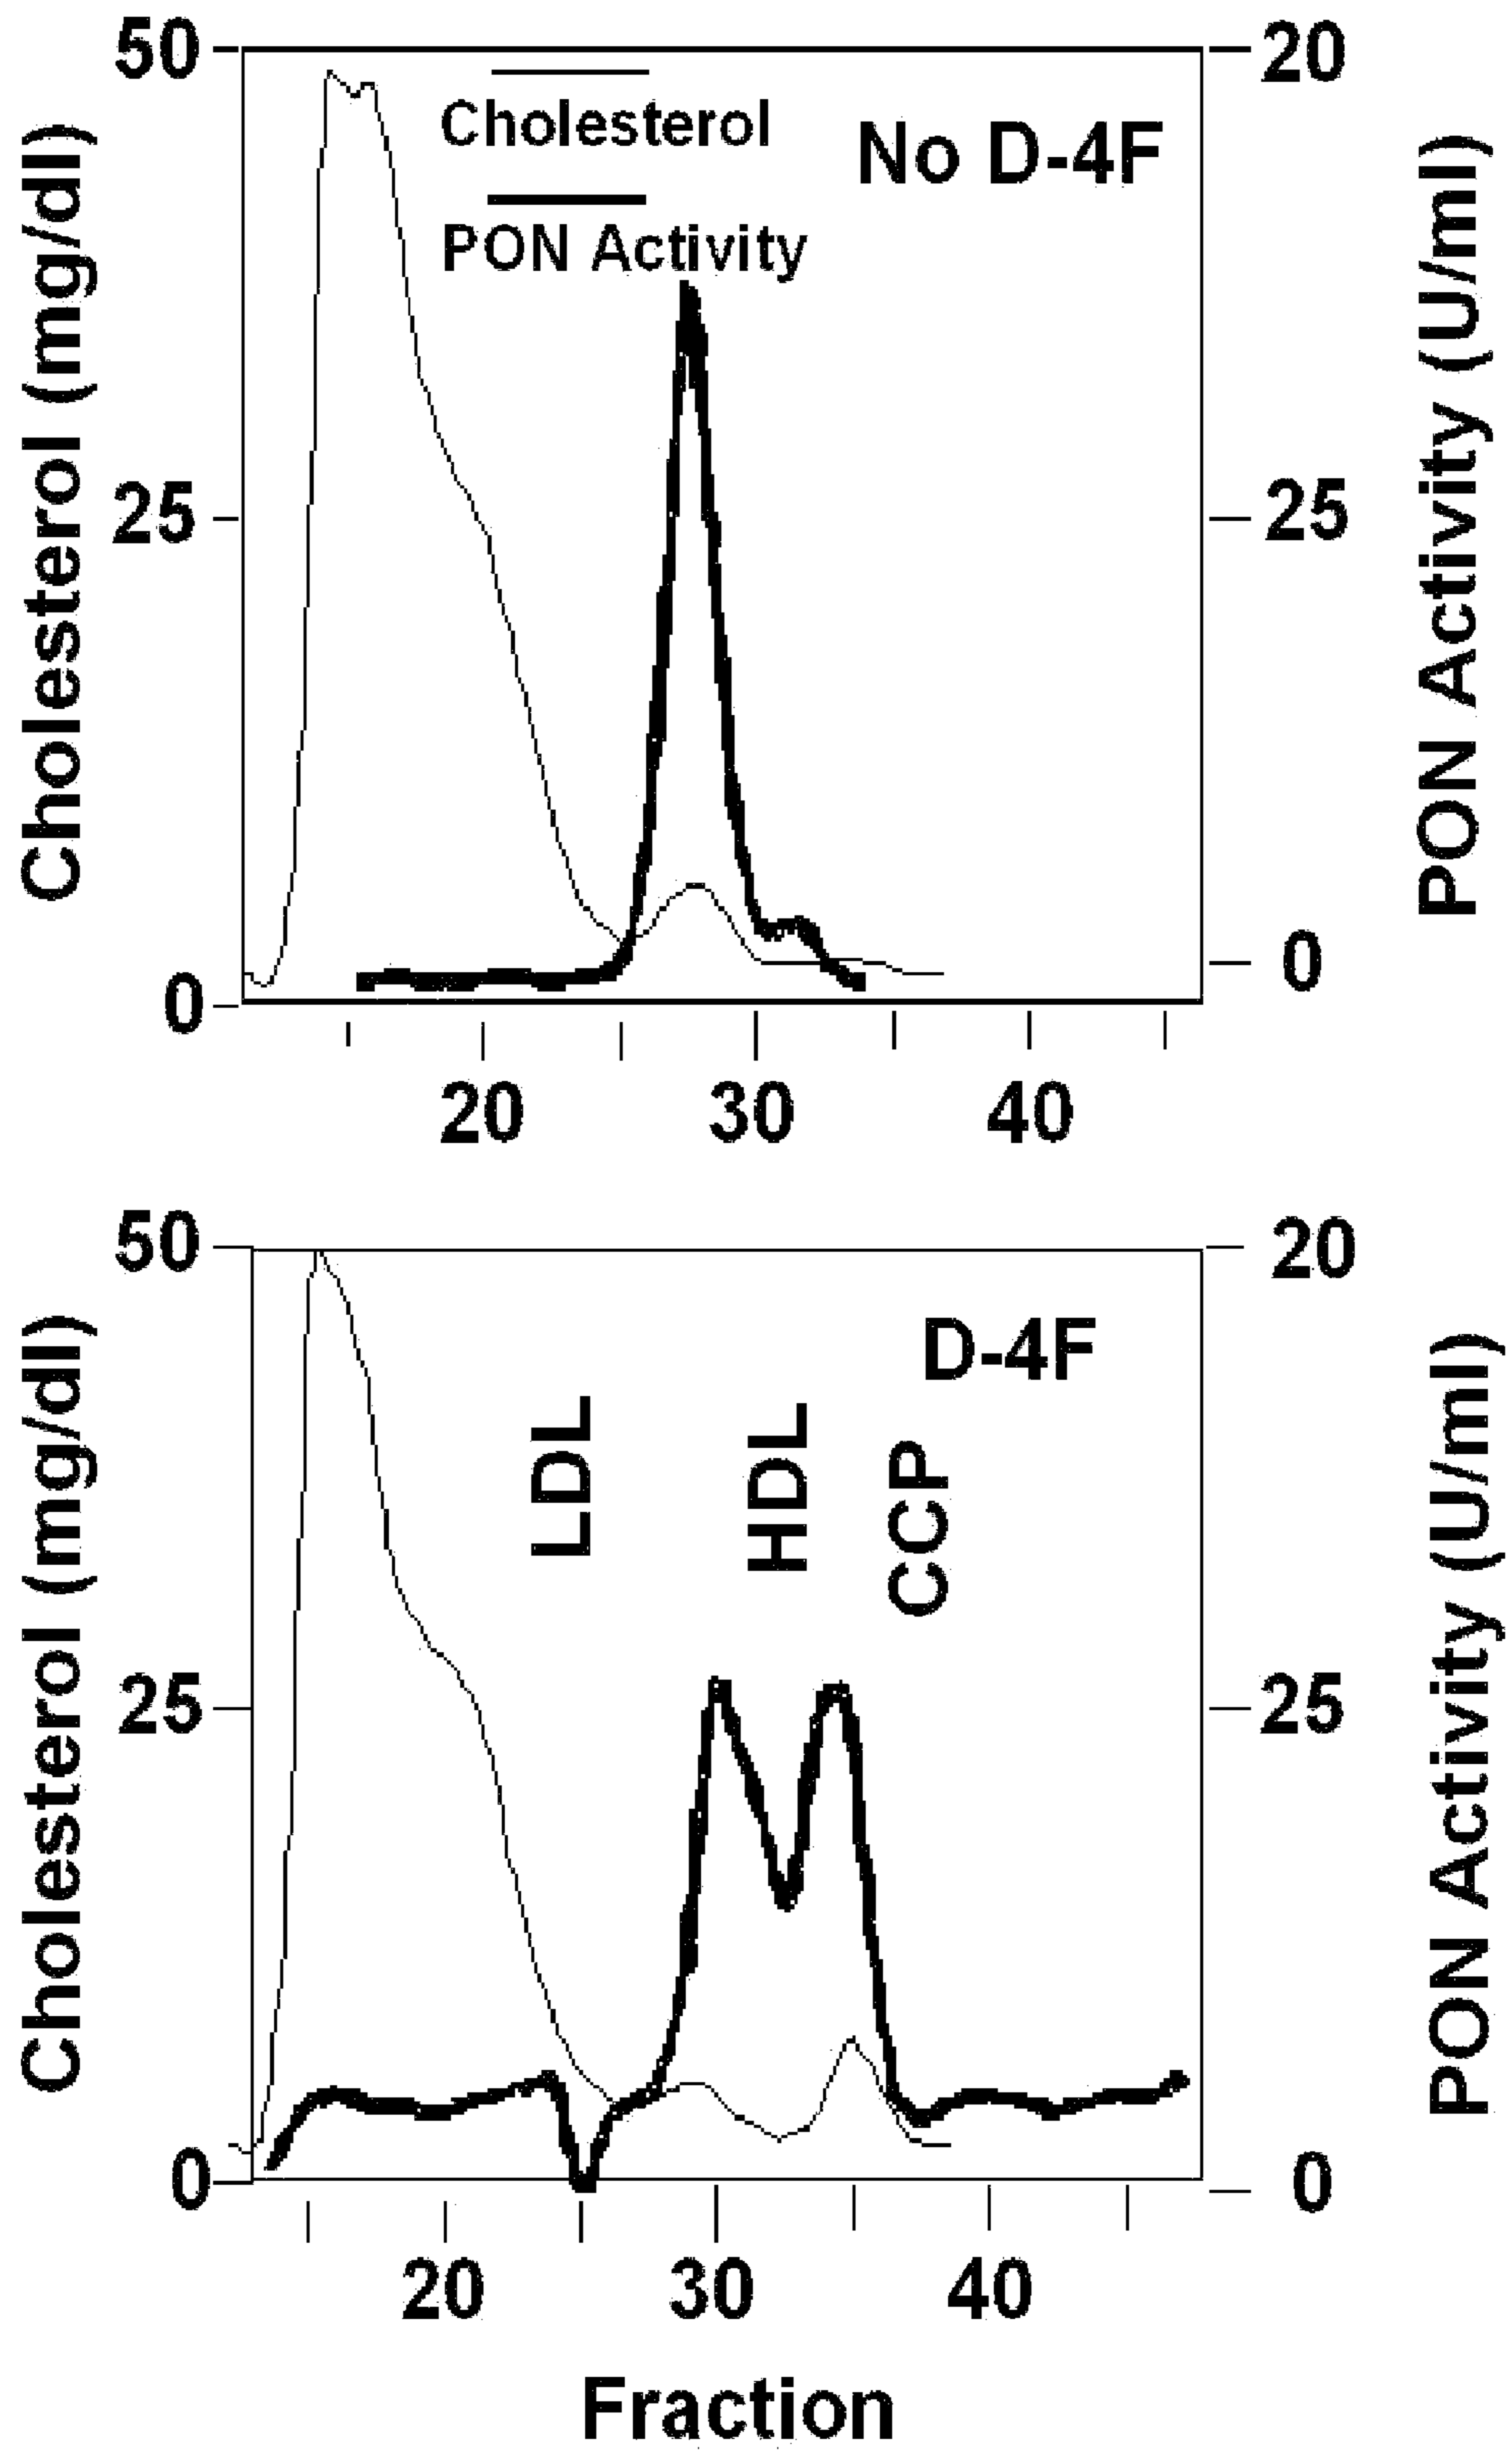 50
20
Cholesterol
No D-4F
PON Activity
Cholesterol (mg/dl)
PON Activity (U/ml)
25
25
0
0
20 30 40
50
20
D-4F
LDL
HDL
CCP
Cholesterol (mg/dl)
PON Activity (U/ml)
25
25
0
0
20 30 40
Fraction